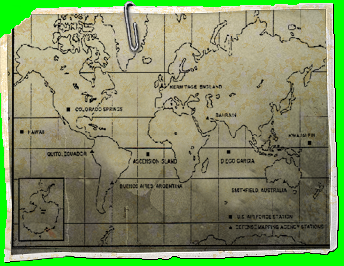 HERMITAGE, ENGLAND
COLORADO SPRINGS
BAHRAIN
HAWAII
KWAJALEIN
QUITO, ECUADOR
ASCENSION ISLAND
DIEGO GARCIA
BUENOS AIRES, ARGENTINA
SMITHFIELD, AUSTRALIA
U.S. AIR FORCE STATION
DEFENSE MAPPING AGENCY STATIONS